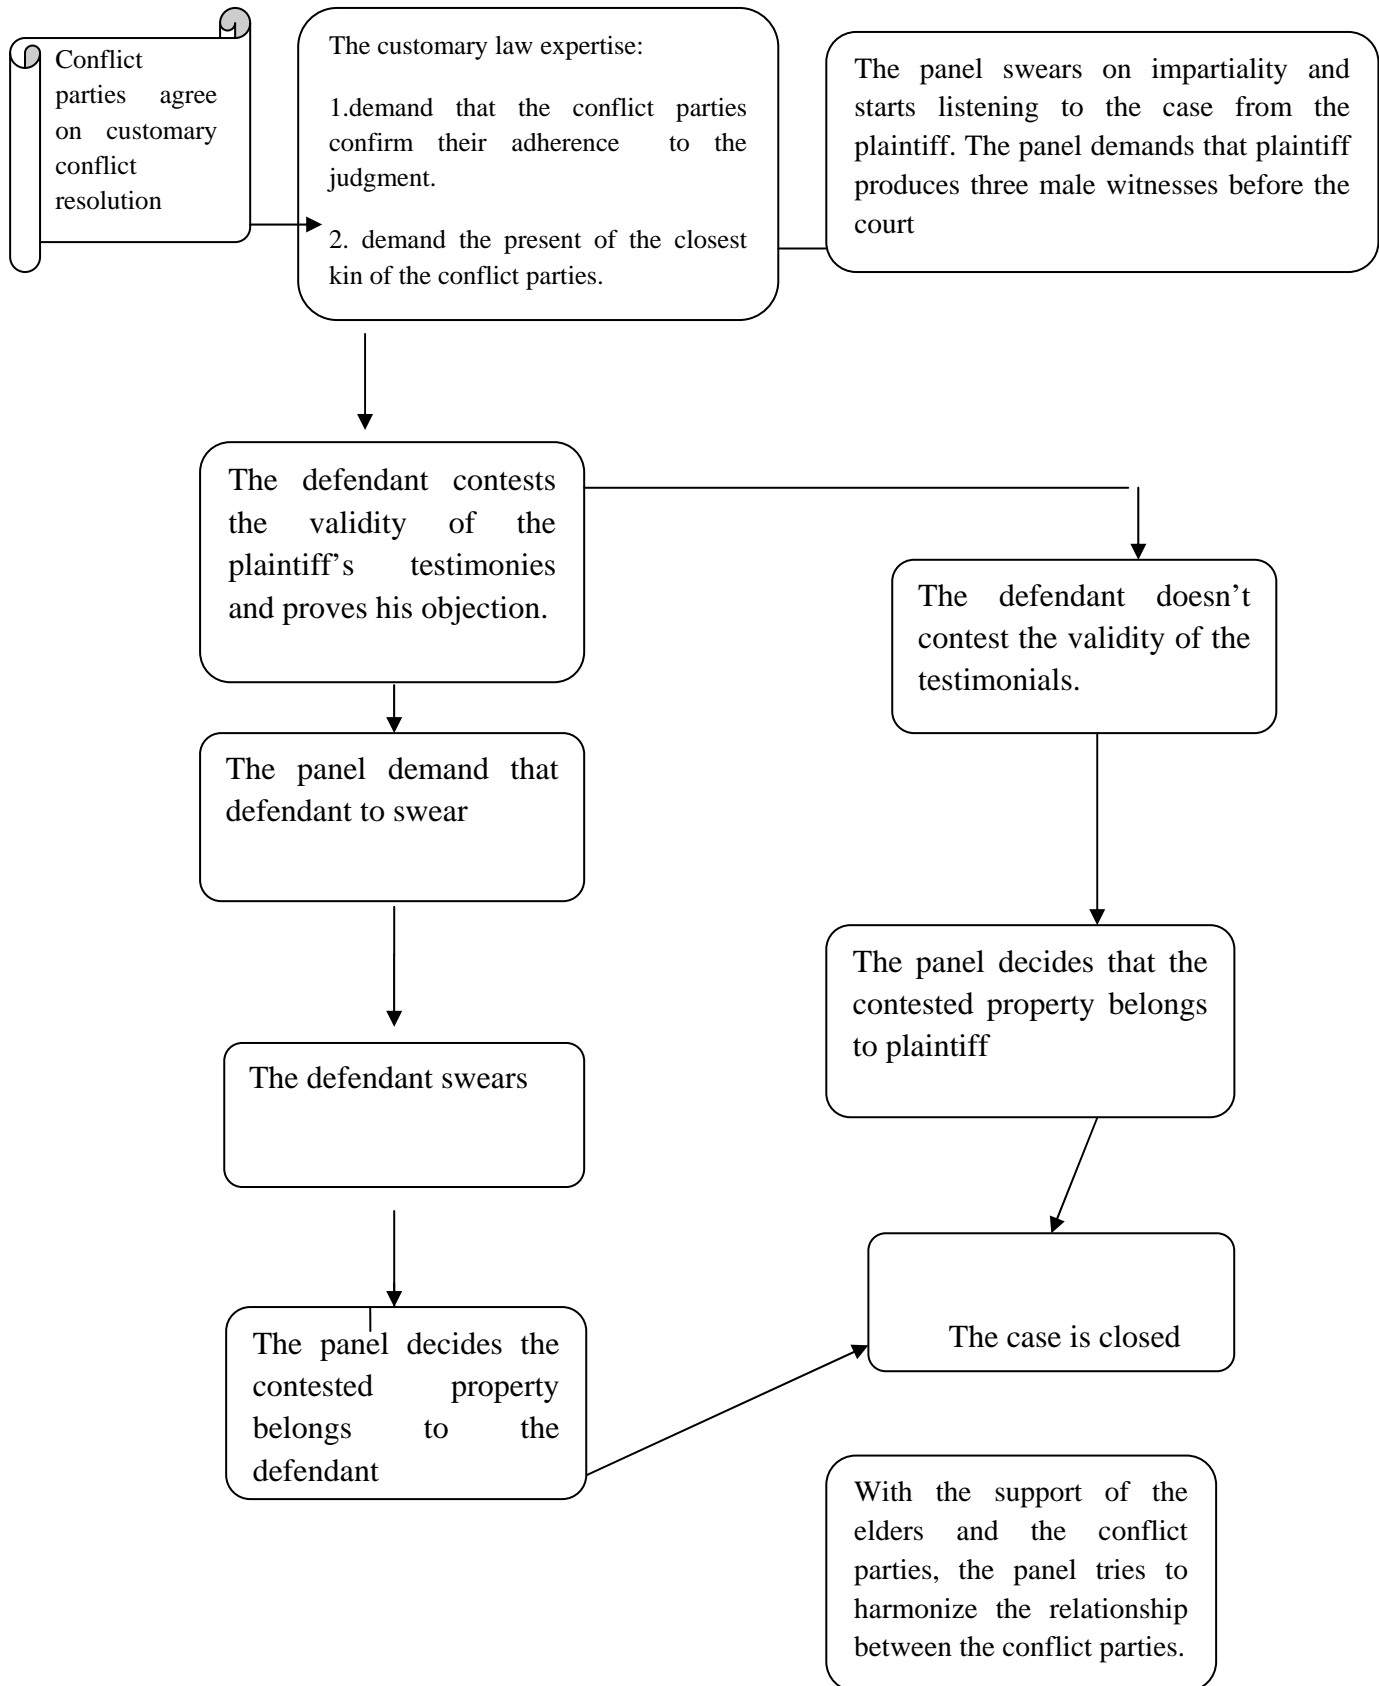 Conflict
parties agree
on customary
conflict
resolution
The customary law expertise:
1.demand that the conflict parties
confirm their adherence to the
judgment.
2. demand the present of the closest
kin of the conflict parties.
The panel swears on impartiality and
starts listening to the case from the
plaintiff. The panel demands that plaintiff
produces three male witnesses before the
court
The defendant contests
the validity of the
plaintiff’s testimonies
and proves his objection.
The defendant doesn’t
contest the validity of the
testimonials.
The panel demand that
defendant to swear
The panel decides that the
contested property belongs
to plaintiff
The defendant swears
The case is closed
The panel decides the
contested property
belongs to the
defendant
With the support of the
elders and the conflict
parties, the panel tries to
harmonize the relationship
between the conflict parties.